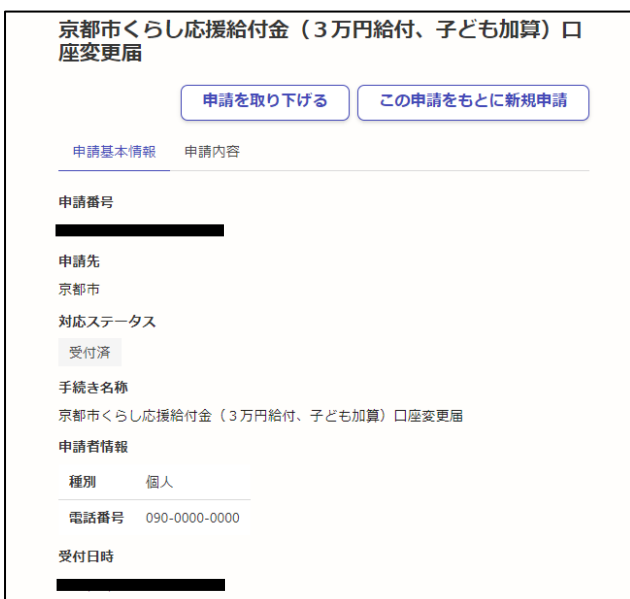 京都市くらし応援給付金（３万円給付、子ども加算）口
座変更届
申請を取り下げる
この申請をもとに新規申請
申請基本情報
申請内容
申請番号
申請先
京都市
対応ステータス
受付済
手続き名称
京都市くらし応援給付金（３万円給付、子ども加算）口座変更届
申請者情報
種別 個人
電話番号 090-0000-0000
受付日時